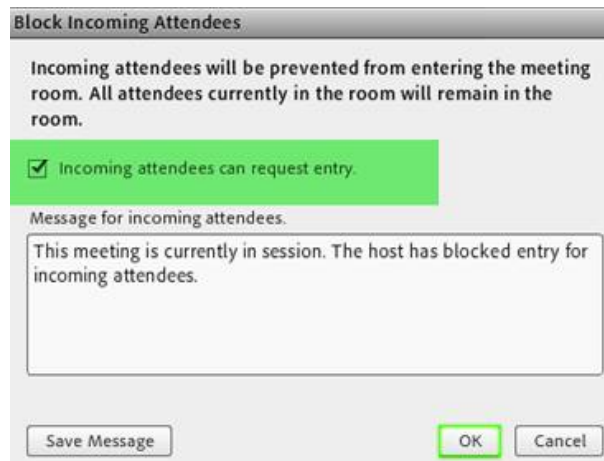 Block Incoming Attendees
Incoming attendees will be prevented from entering the meeting
room. All attendees currently in the room will remain in the
room.
Incoming attendees can request entry.
Message for incoming attendees.
This meeting is currently in session. The host has blocked entry for
incoming attendees.
Save Message
OK
Cancel